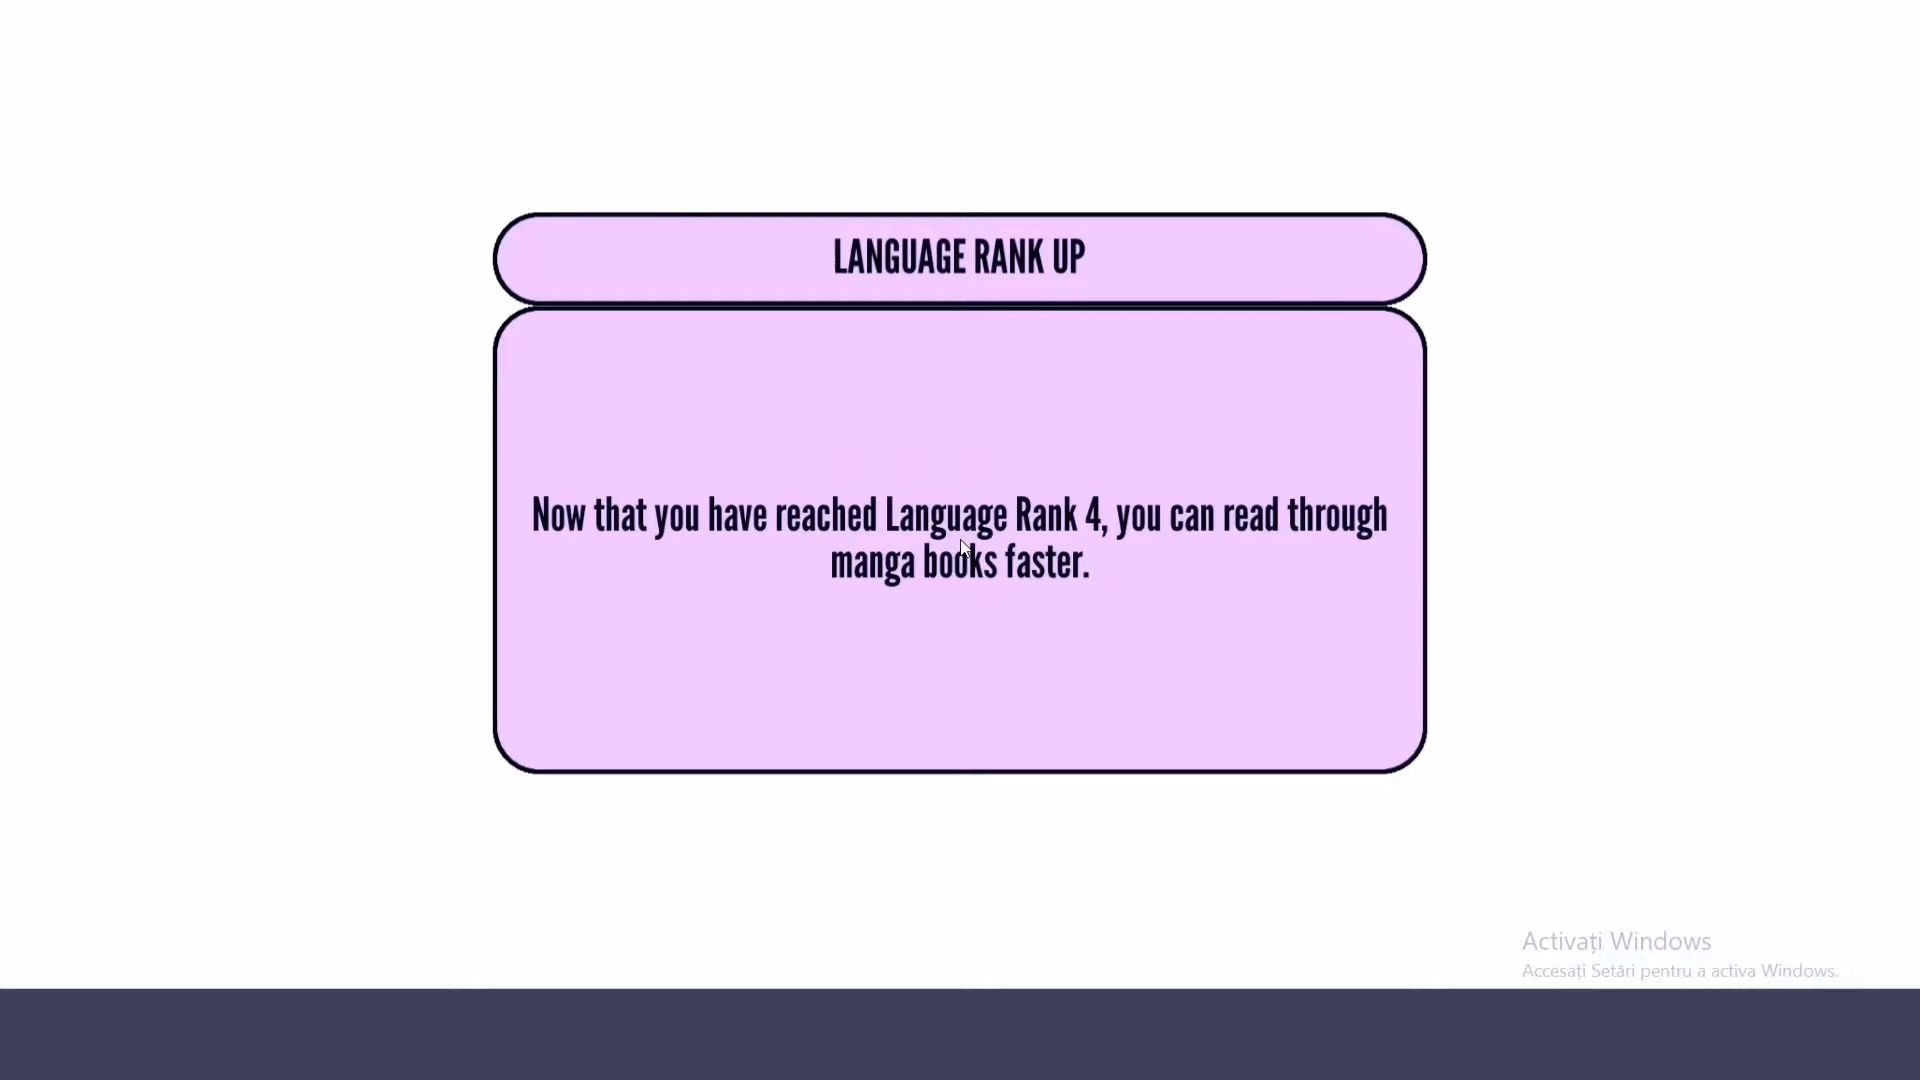 LANGUAGE RANK UP
Now that you have reached Language Rank 4, you can read through
manga books faster.
Activați Windows
Accesați Setări pentru a activa Windows.